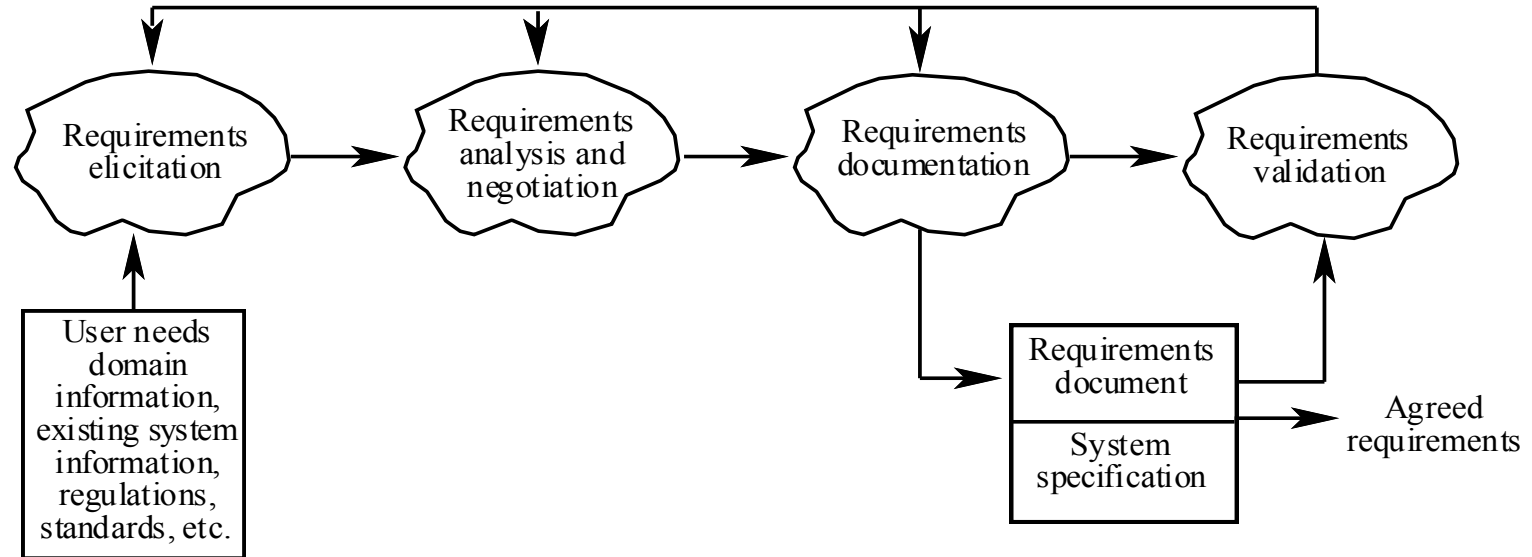 Requirements
elicitation
Requirements
analysis and
negotiation
Requirements
documentation
Requirements
validation
User needs
domain
information,
existing system
information,
regulations,
standards, etc.
Requirements
document
System
specification
Agreed
requirements